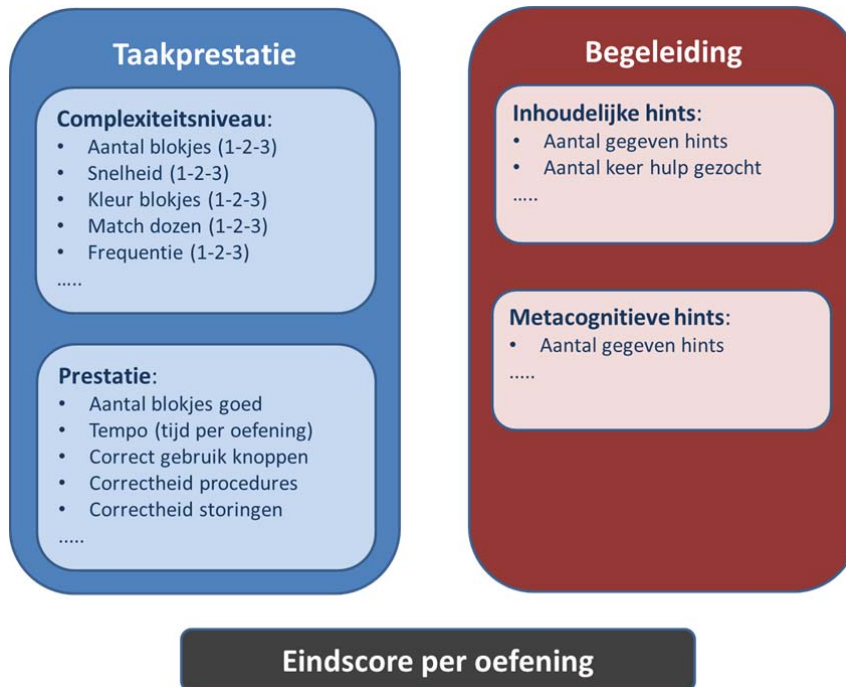 Taakprestatie
Complexiteitsniveau:
• Aantal blokjes (1-2-3)
• Snelheid (1-2-3)
• Kleur blokjes (1-2-3)
• Match dozen (1-2-3)
• Frequentie (1-2-3)
.....
Prestatie:
• Aantal blokjes goed
• Tempo (tijd per oefening)
• Correct gebruik knoppen
• Correctheid procedures
• Correctheid storingen
.....
Begeleiding
Inhoudelijke hints:
• Aantal gegeven hints
• Aantal keer hulp gezocht
.....
Metacognitieve hints:
• Aantal gegeven hints
.....
Eindscore per oefening